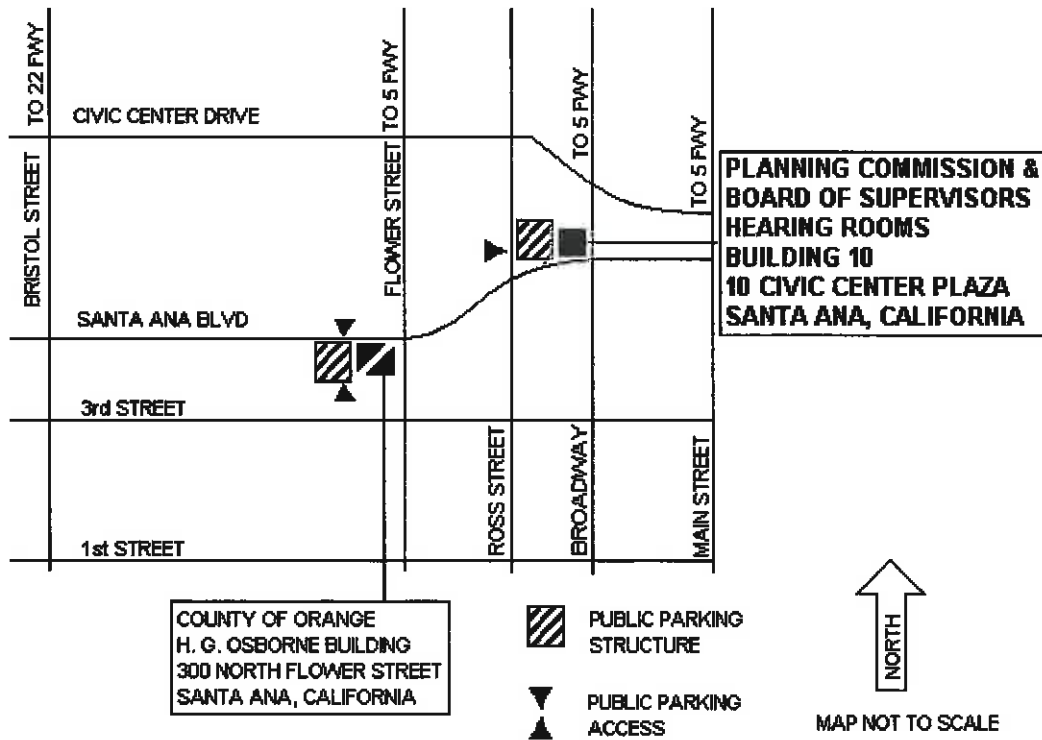 TO 22 FWY
TO 5 FWY
TO 5 FWY
TO 5 FWY
CIVIC CENTER DRIVE
BRISTOL STREET
FLOWER STREET
PLANNING COMMISSION &
BOARD OF SUPERVISORS
HEARING ROOMS
BUILDING 10
10 CIVIC CENTER PLAZA
SANTA ANA, CALIFORNIA
SANTA ANA BLVD
3rd STREET
ROSS STREET
BROADWAY
MAIN STREET
1st STREET
COUNTY OF ORANGE
H. G. OSBORNE BUILDING
300 NORTH FLOWER STREET
SANTA ANA, CALIFORNIA
PUBLIC PARKING
STRUCTURE
PUBLIC PARKING
ACCESS
NORTH
MAP NOT TO SCALE